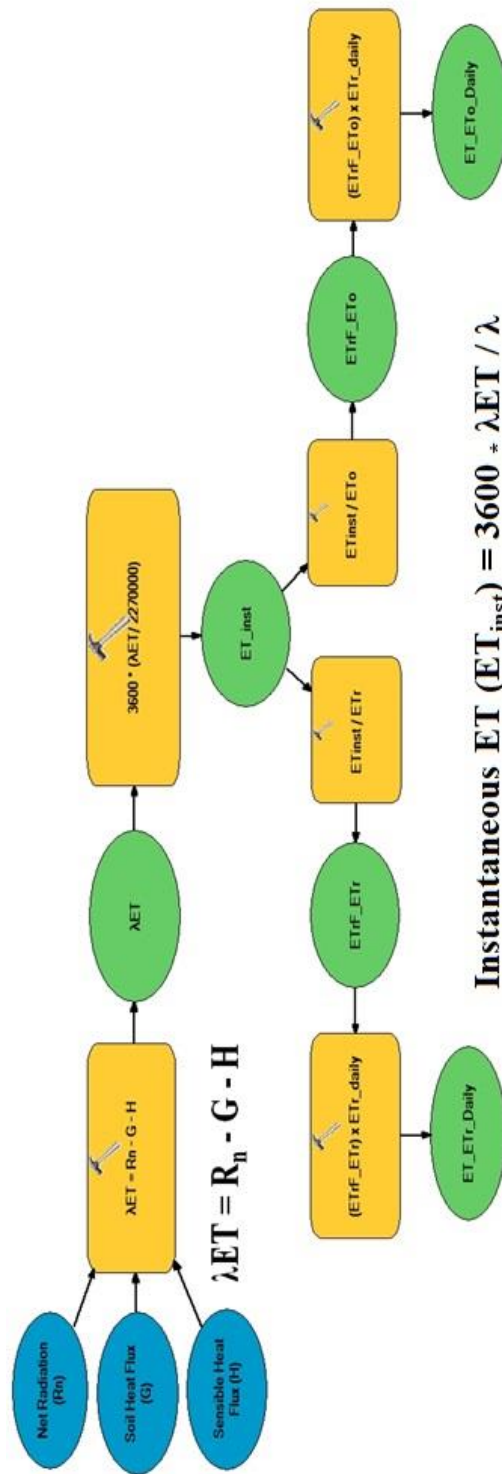 Net Radiation
(Rn)
Soil Heat Flux
(G)
Sensible Heat
Flux (H)
λET = Rn - G - H
λET = Rn - G - H
λET
3600 * (λET/ 2270000)
ET_inst
ETinst / ETr
ETinst / ETo
ETrF_ETr
ETrF_ETo
(ETrF_ETr) x ETr_daily
(ETrF_ETo) x ETr_daily
ET_ETr_Daily
ET_ETo_Daily
Instantaneous ET (ETinst) = 3600 * λET / λ